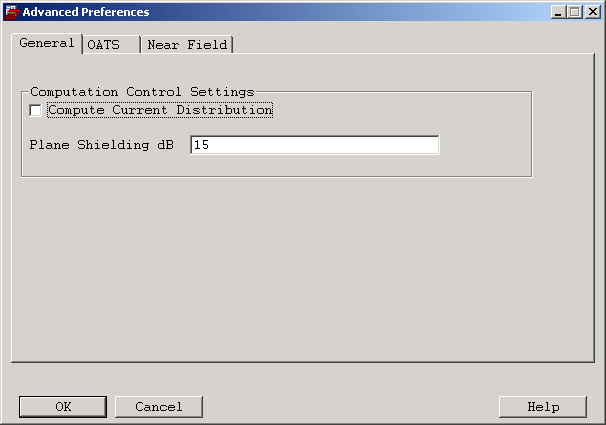 Advanced Preferences
General OATS Near Field
Computation Control Settings
Compute Current Distribution
Plane Shielding dB 15
OK Cancel Help